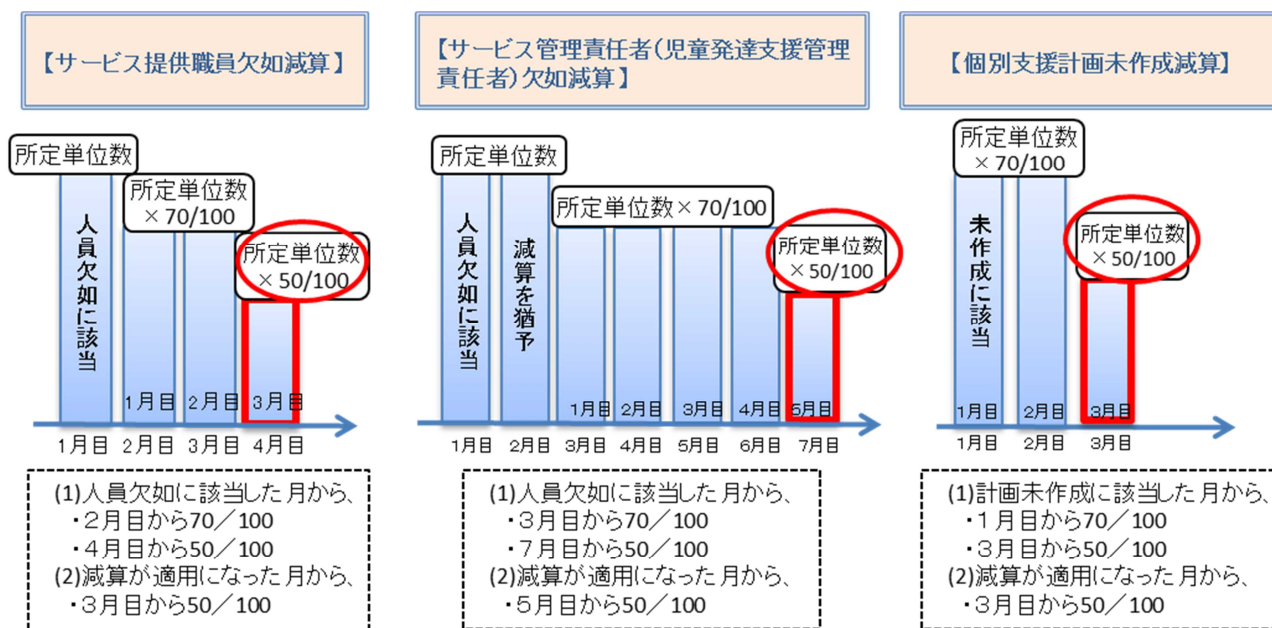 【サービス提供職員欠如減算】
所定単位数
所定単位数
×70/100
所定単位数
×50/100
人員欠如に該当
1月目 2月目 3月目
1月目 2月目 3月目 4月目
(1)人員欠如に該当した月から、
・2月目から70/100
・4月目から50/100
(2)減算が適用になった月から、
・3月目から50/100
【サービス管理責任者(児童発達支援管理
責任者)欠如減算】
所定単位数
所定単位数×70/100
所定単位数
×50/100
人員欠如に該当
減算を猶予
1月目 2月目 3月目 4月目 5月目
1月目 2月目 3月目 4月目 5月目 6月目 7月目
(1)人員欠如に該当した月から、
・3月目から70/100
・7月目から50/100
(2)減算が適用になった月から、
・5月目から50/100
【個別支援計画未作成減算】
所定単位数
×70/100
所定単位数
×50/100
未作成に該当
1月目 2月目 3月目
1月目 2月目 3月目
(1)計画未作成に該当した月から、
・1月目から70/100
・3月目から50/100
(2)減算が適用になった月から、
・3月目から50/100